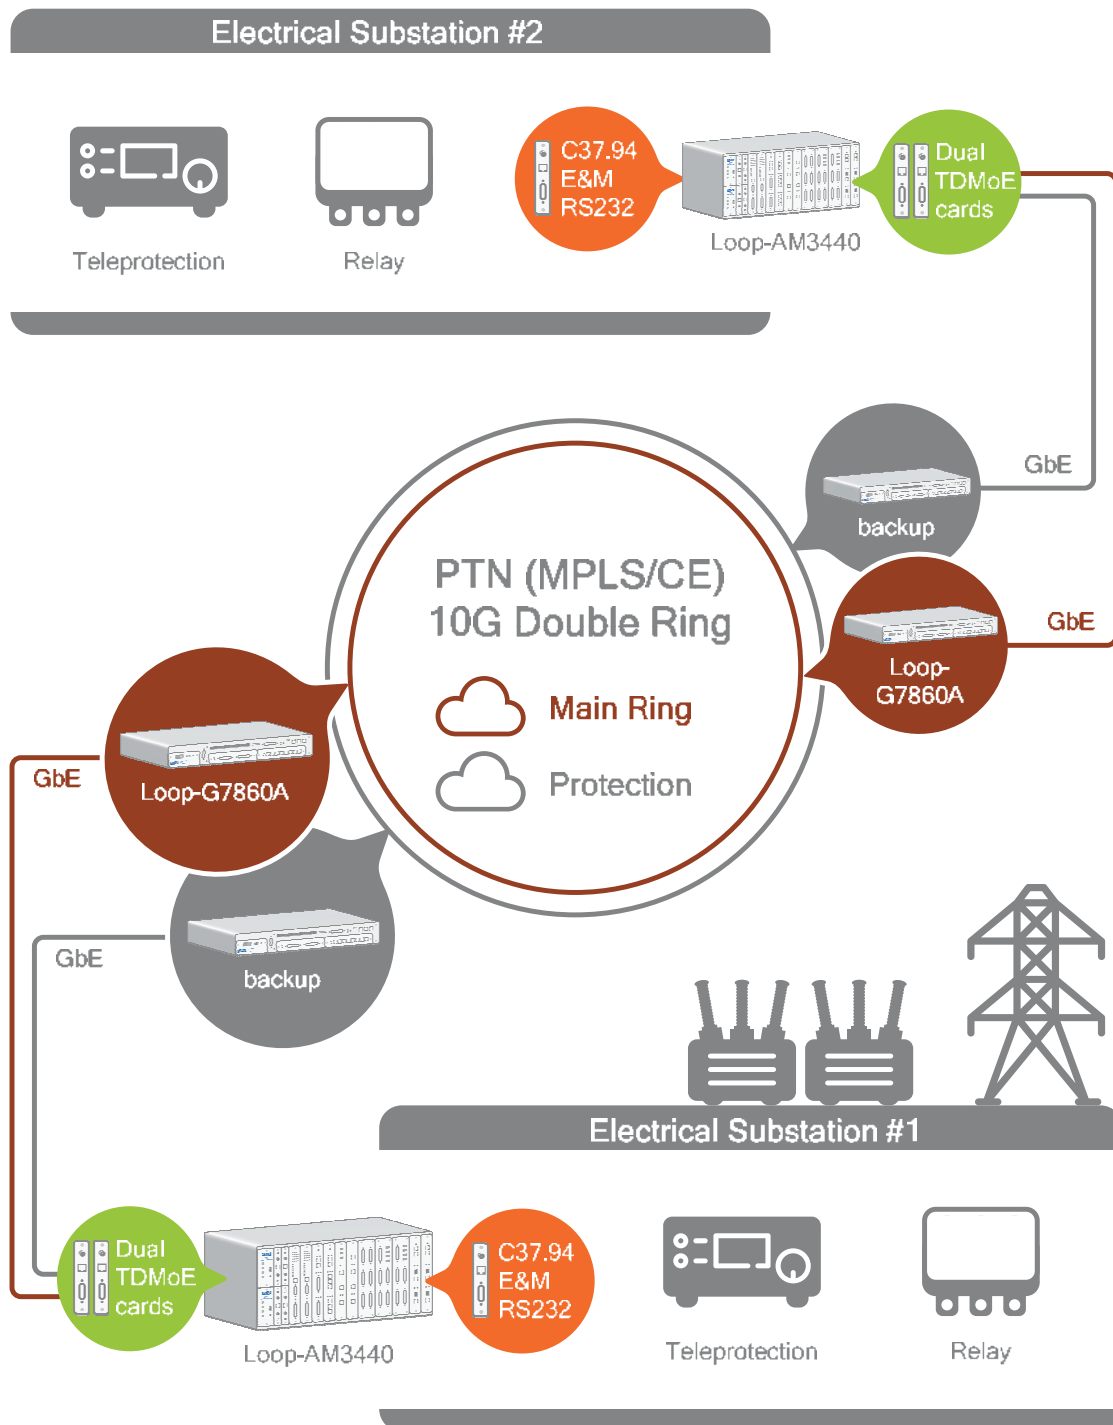 Electrical Substation #2
C37.94
E&M
RS232
Dual
TDMoE
cards
Teleprotection
Relay
Loop-AM3440
GbE
backup
PTN (MPLS/CE)
10G Double Ring
GbE
Loop-
G7860A
Main Ring
Protection
GbE
Loop-G7860A
GbE
backup
Electrical Substation #1
Dual
TDMoE
cards
C37.94
E&M
RS232
Loop-AM3440
Teleprotection
Relay